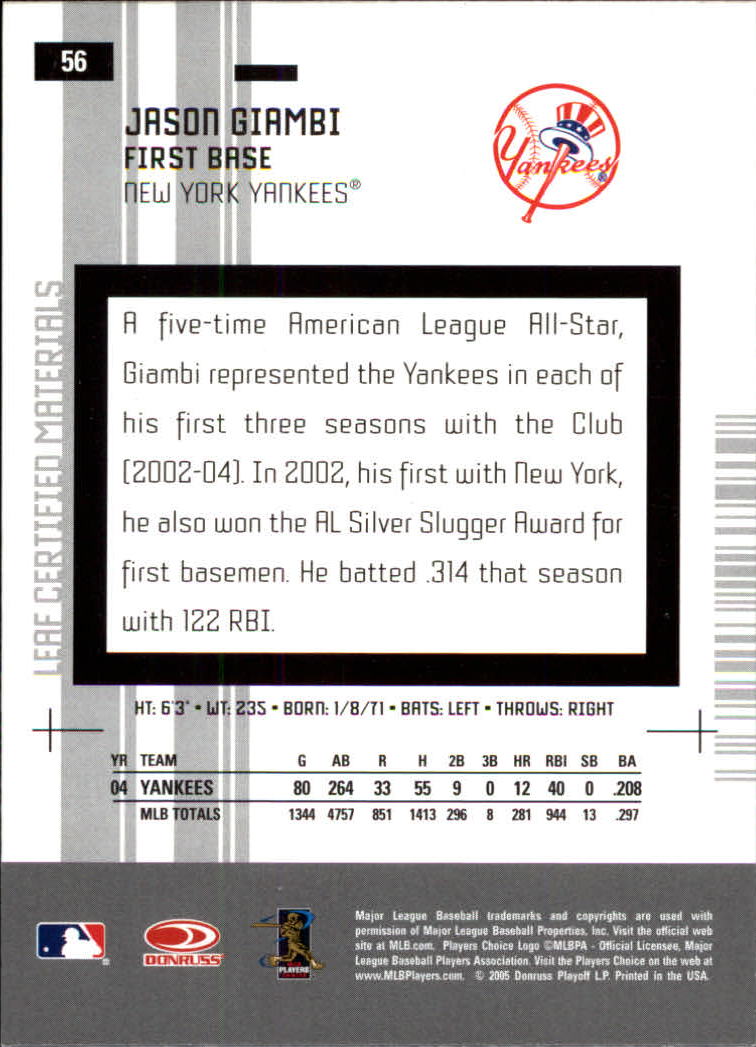 56
JASON GIAMBI
FIRST BASE
NEW YORK YANKEES®
Yankees®
LEAF CERTIFIED MATERIALS
A five-time American League All-Star,
Giambi represented the Yankees in each of
his first three seasons with the Club
(2002-04). In 2002, his first with New York,
he also won the AL Silver Slugger Award for
first basemen. He batted .314 that season
with 122 RBI.
HT: 6'3" • WT: 235 • BORN: 1/8/71 • BATS: LEFT • THROWS: RIGHT
YR TEAM G AB R H 2B 3B HR RBI SB BA
04 YANKEES 80 264 33 55 9 0 12 40 0 .208
MLB TOTALS 1344 4757 851 1413 296 8 281 944 13 .297
DONRUSS
PLAYERS
Major League Baseball trademarks and copyrights are used with
permission of Major League Baseball Properties, Inc. Visit the official web
site at MLB.com. Players Choice Logo ©MLBPA - Official Licensee, Major
League Baseball Players Association. Visit the Players Choice on the web at
www.MLBPlayers.com. © 2005 Donruss Playoff L.P. Printed in the USA.